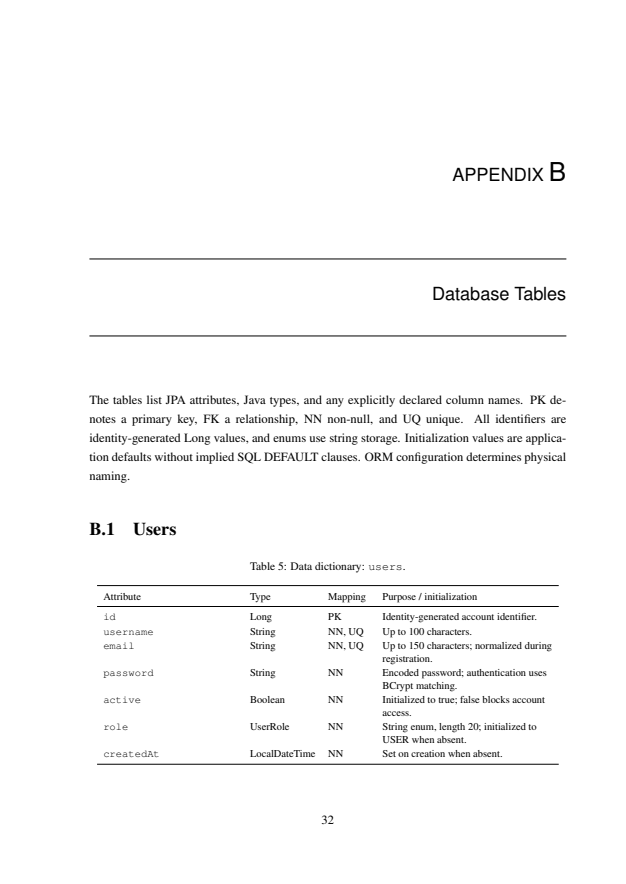 APPENDIX B
Database Tables
The tables list JPA attributes, Java types, and any explicitly declared column names. PK de-
notes a primary key, FK a relationship, NN non-null, and UQ unique. All identifiers are
identity-generated Long values, and enums use string storage. Initialization values are applica-
tion defaults without implied SQL DEFAULT clauses. ORM configuration determines physical
naming.
B.1 Users
Table 5: Data dictionary: users.
Attribute Type Mapping Purpose / initialization
id Long PK Identity-generated account identifier.
username String NN, UQ Up to 100 characters.
email String NN, UQ Up to 150 characters; normalized during
registration.
password String NN Encoded password; authentication uses
BCrypt matching.
active Boolean NN Initialized to true; false blocks account
access.
role UserRole NN String enum, length 20; initialized to
USER when absent.
createdAt LocalDateTime NN Set on creation when absent.
32